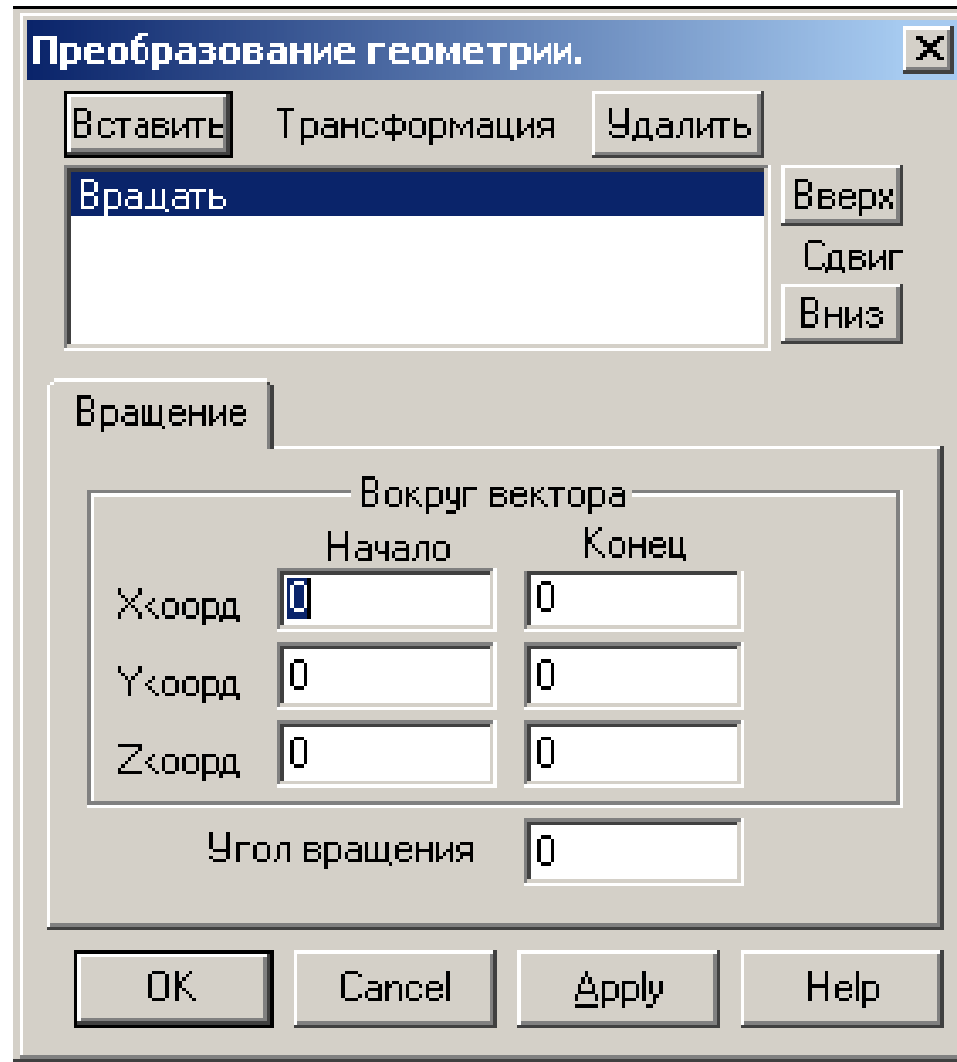 Преобразование геометрии.
Вставить Трансформация Удалить
Вращать
Вверх
Сдвиг
Вниз
Вращение
Вокруг вектора
Начало Конец
Xкоорд 0 0
Yкоорд 0 0
Zкоорд 0 0
Угол вращения 0
OK Cancel Apply Help